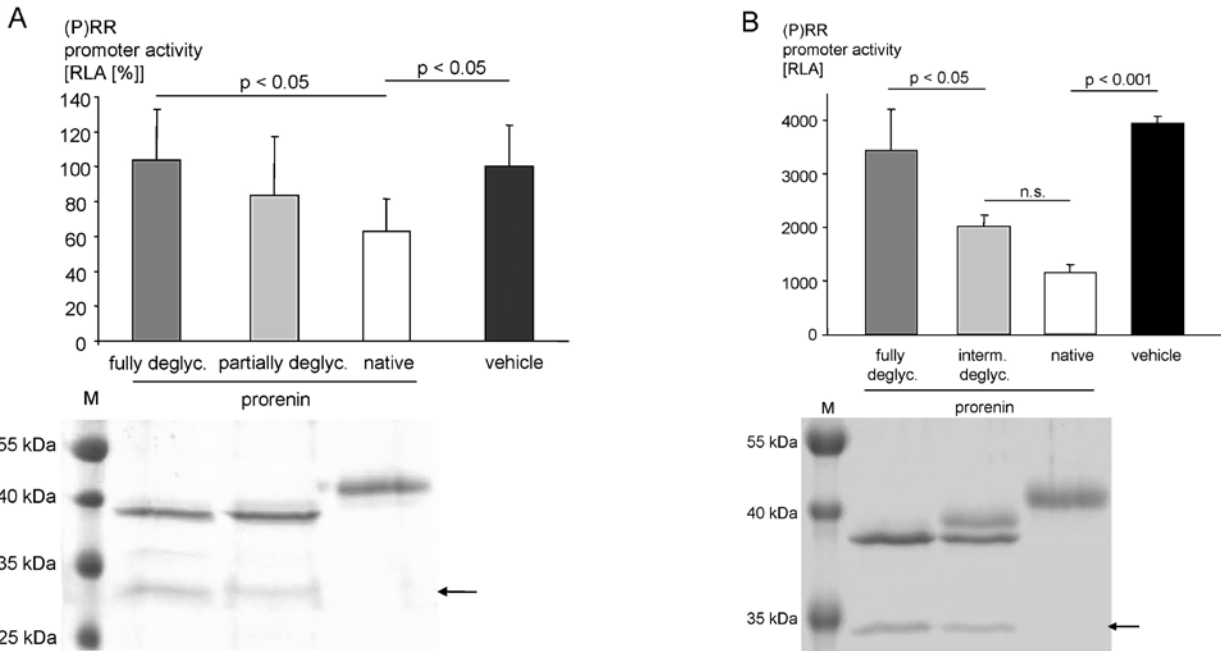 A
(P)RR
promoter activity
[RLA [%]]
p < 0.05
p < 0.05
140
120
100
80
60
40
20
0
fully deglyc.
partially deglyc.
native
vehicle
prorenin
M
55 kDa
40 kDa
35 kDa
25 kDa
B
(P)RR
promoter activity
[RLA]
p < 0.05
p < 0.001
n.s.
4000
3000
2000
1000
0
fully
deglyc.
interm.
deglyc.
native
vehicle
prorenin
M
55 kDa
40 kDa
35 kDa